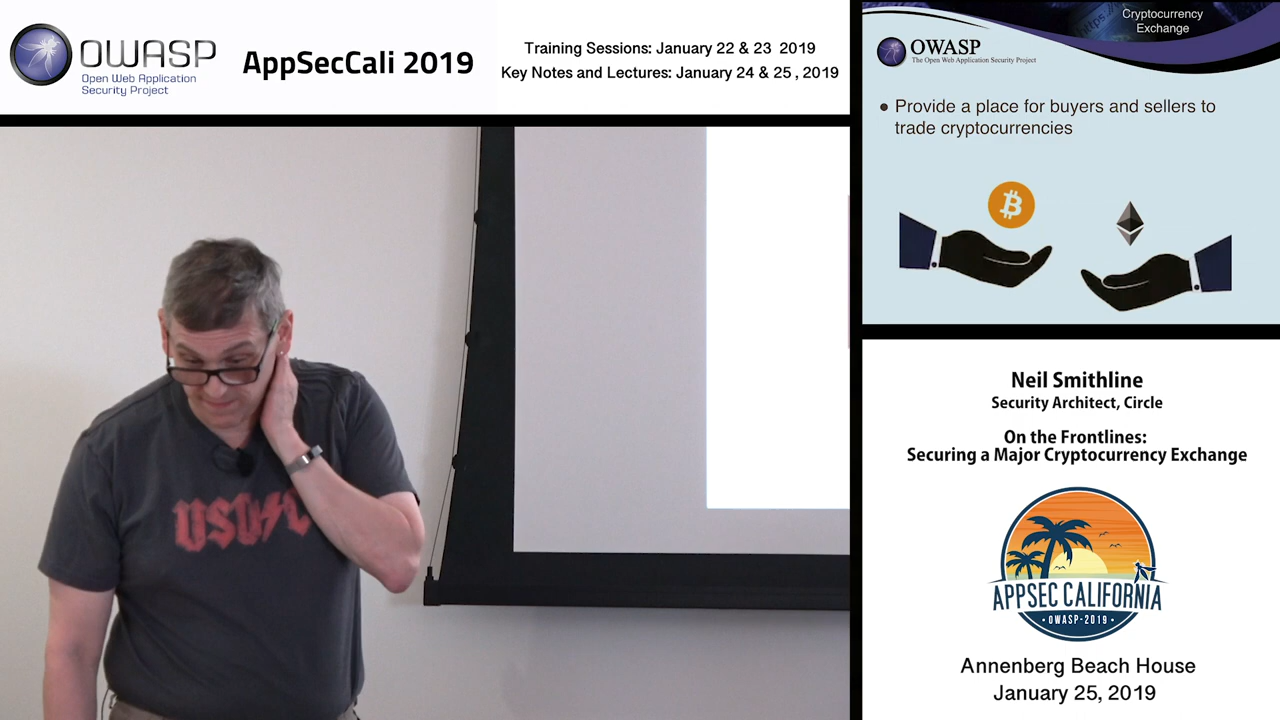 OWASP
Open Web Application
Security Project
AppSecCali 2019
Training Sessions: January 22 & 23 2019
Key Notes and Lectures: January 24 & 25 , 2019
Cryptocurrency
Exchange
OWASP
The Open Web Application Security Project
• Provide a place for buyers and sellers to
trade cryptocurrencies
Neil Smithline
Security Architect, Circle
On the Frontlines:
Securing a Major Cryptocurrency Exchange
APPSEC CALIFORNIA
• OWASP-2019 •
Annenberg Beach House
January 25, 2019